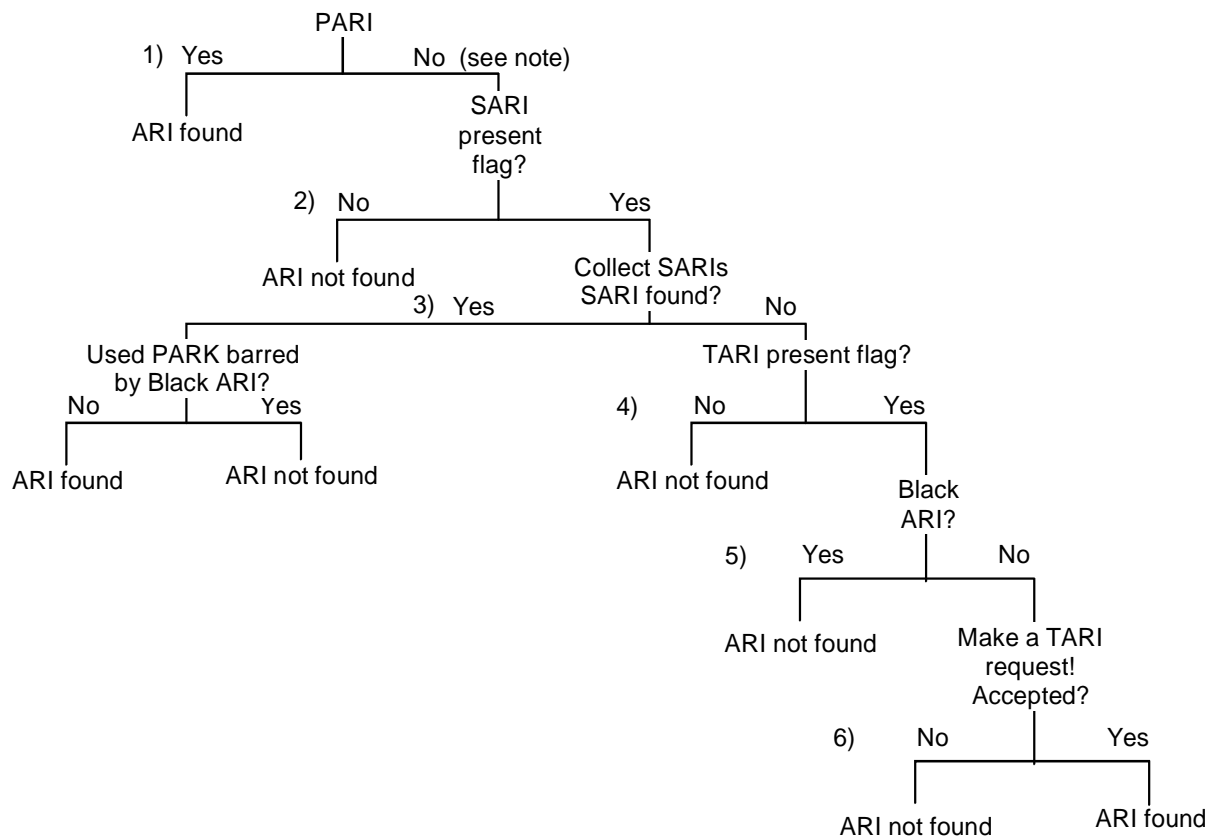 PARI
1) Yes No (see note)
ARI found
SARI
present
flag?
2) No Yes
ARI not found
Collect SARIs
SARI found?
3) Yes No
Used PARK barred
by Black ARI?
TARI present flag?
No Yes
4) No Yes
ARI found
ARI not found
ARI not found
Black
ARI?
5) Yes No
ARI not found
Make a TARI
request!
Accepted?
6) No Yes
ARI not found
ARI found